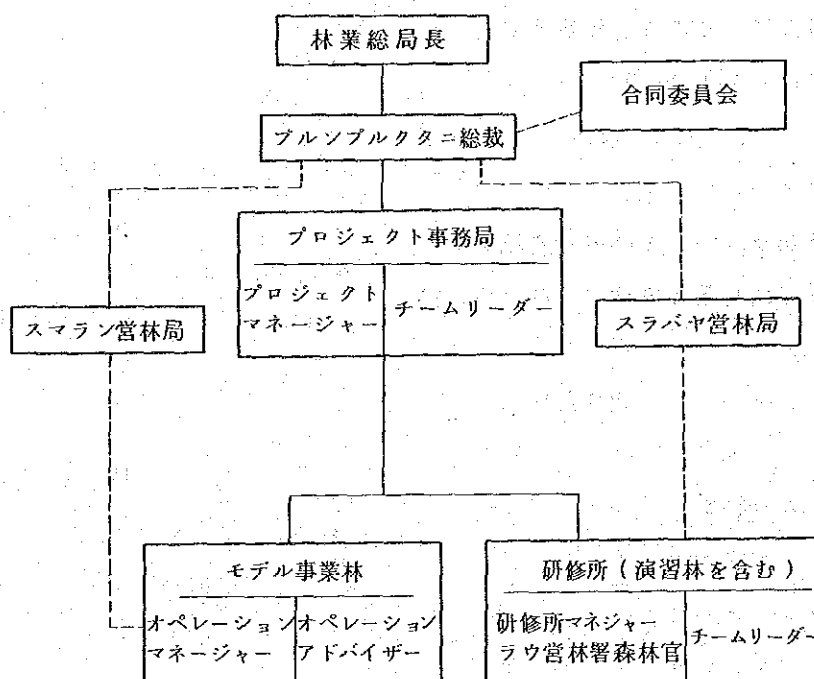 林業総局長
合同委員会
プルンプルクタニ総裁
プロジェクト事務局
プロジェクト
マネージャー
チームリーダー
スマラン営林局
スラバヤ営林局
モデル事業林
オペレーション
マネージャー
オペレーション
アドバイザー
研修所(演習林を含む)
研修所マネジャー
ラウ営林署森林官
チームリーダー